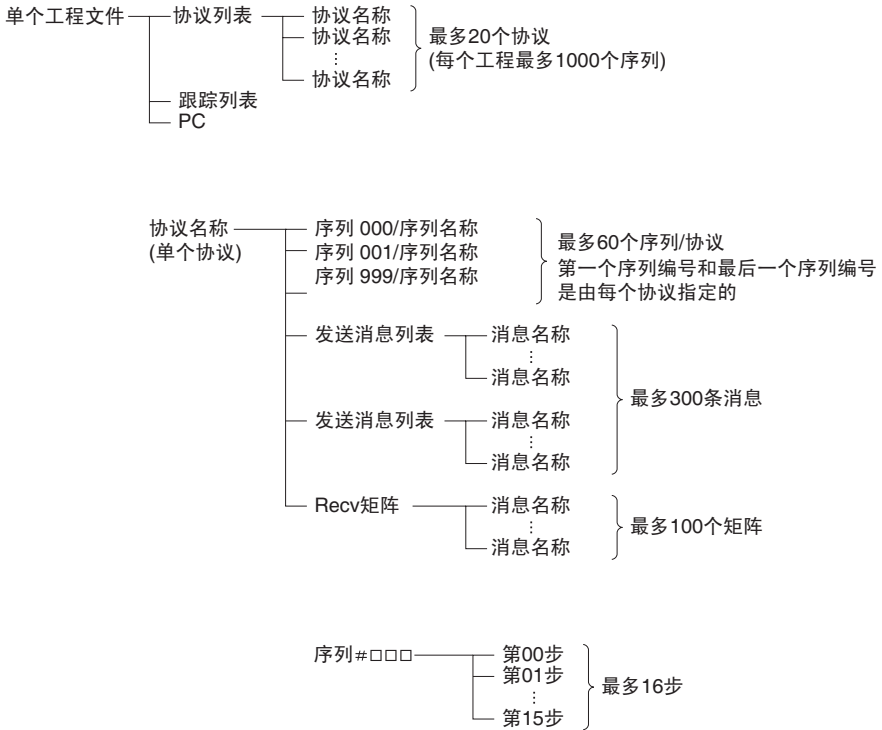 单个工程文件 协议列表 协议名称
协议名称
⋮
协议名称
最多20个协议
(每个工程最多1000个序列)
跟踪列表
PC
协议名称
(单个协议)
序列 000/序列名称
序列 001/序列名称
序列 999/序列名称
最多60个序列/协议
第一个序列编号和最后一个序列编号
是由每个协议指定的
发送消息列表 消息名称
⋮
消息名称
发送消息列表 消息名称
⋮
消息名称
最多300条消息
Recv矩阵 消息名称
⋮
消息名称
最多100个矩阵
序列#□□□ 第00步
第01步
⋮
第15步
最多16步